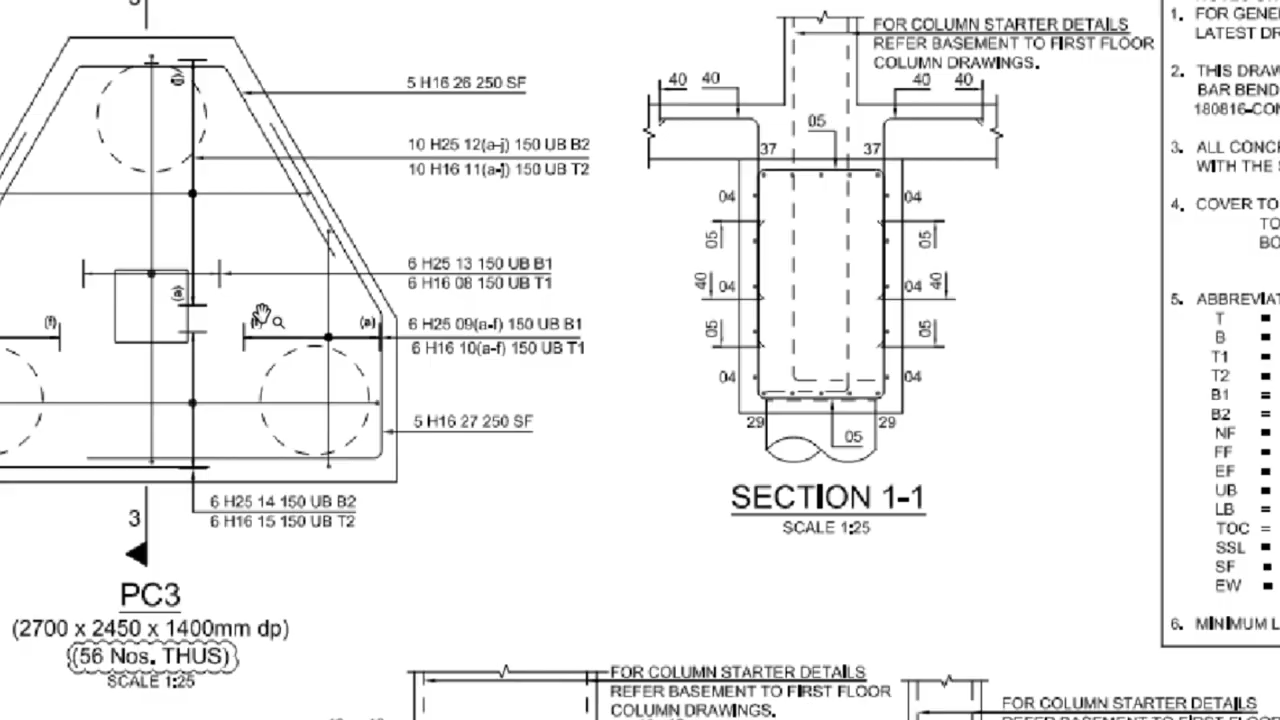 5 H16 26 250 SF
10 H25 12(a-j) 150 UB B2
10 H16 11(a-j) 150 UB T2
6 H25 13 150 UB B1
6 H16 08 150 UB T1
6 H25 09(a-f) 150 UB B1
6 H16 10(a-f) 150 UB T1
5 H16 27 250 SF
6 H25 14 150 UB B2
6 H16 15 150 UB T2
(j)
(a)
(f)
(a)
3
PC3
(2700 x 2450 x 1400mm dp)
(56 Nos. THUS)
SCALE 1:25
FOR COLUMN STARTER DETAILS
REFER BASEMENT TO FIRST FLOOR
COLUMN DRAWINGS.
40 40 40 40
05
37 37
04 04
05 05
40 04 04 40
05 05
04 04
29 29
05
SECTION 1-1
SCALE 1:25
FOR COLUMN STARTER DETAILS
REFER BASEMENT TO FIRST FLOOR
COLUMN DRAWINGS.
FOR COLUMN STARTER DETAILS
1. FOR GENE
LATEST DR
2. THIS DRAW
BAR BEND
180816-CON
3. ALL CONC
WITH THE S
4. COVER TO
TO
BO
5. ABBREVIAT
T =
B =
T1 =
T2 =
B1 =
B2 =
NF =
FF =
EF =
UB =
LB =
TOC =
SSL =
SF =
EW =
6. MINIMUM L